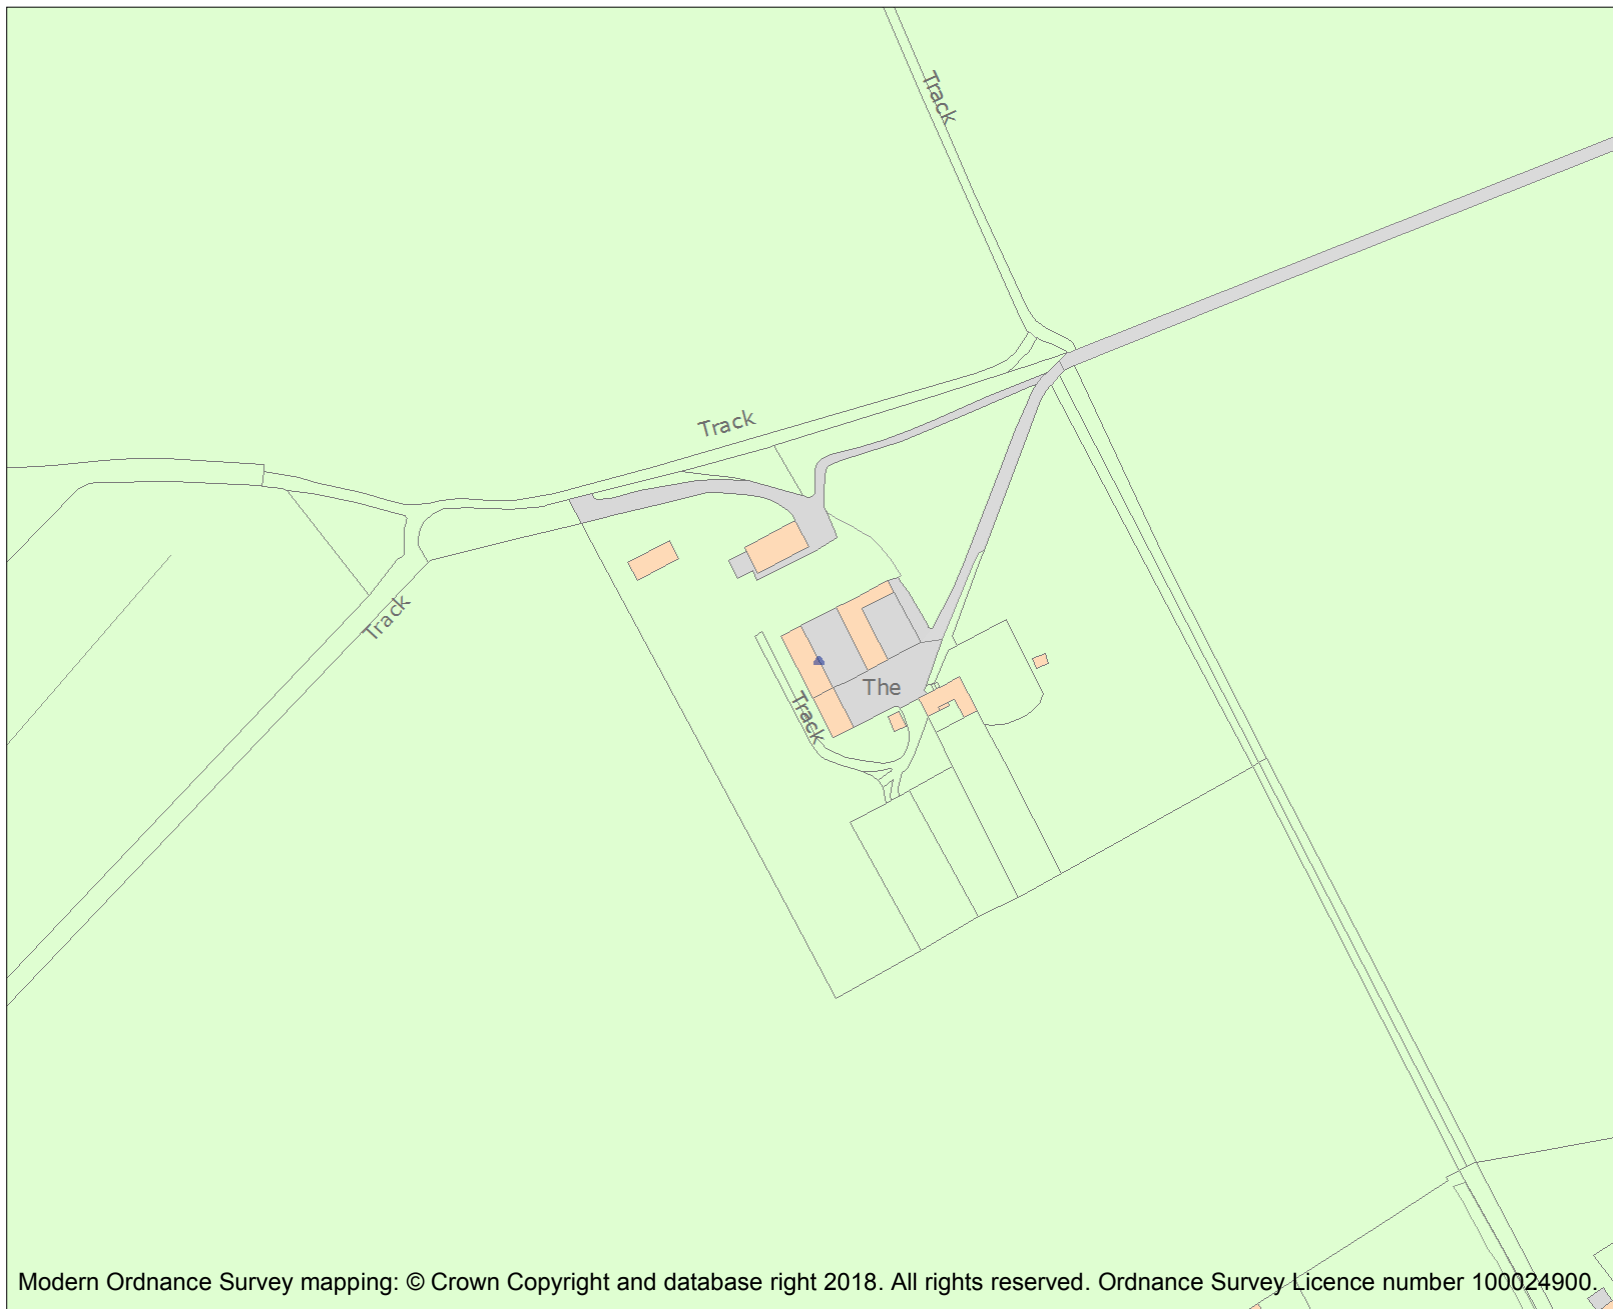 Track
Track
Track
The
Track
Modern Ordnance Survey mapping: © Crown Copyright and database right 2018. All rights reserved. Ordnance Survey Licence number 100024900.